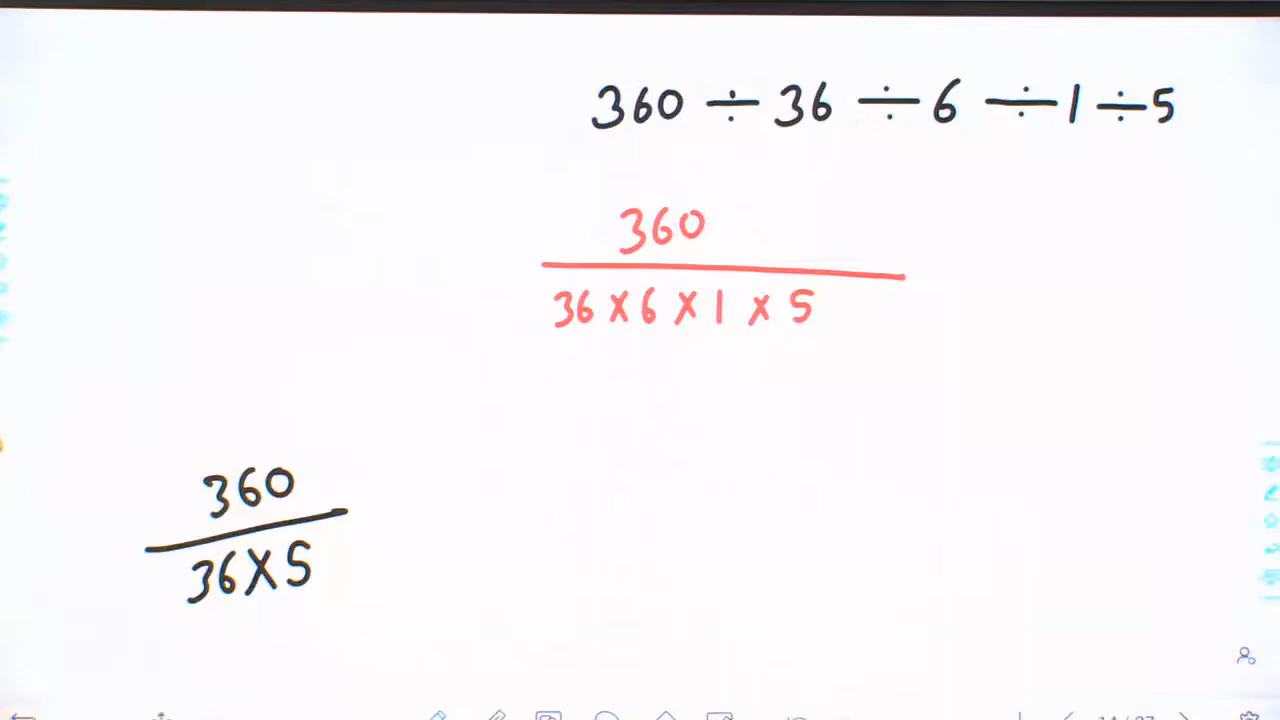 360 ÷ 36 ÷ 6 ÷ 1 ÷ 5
360
36 × 6 × 1 × 5
360
36 × 5